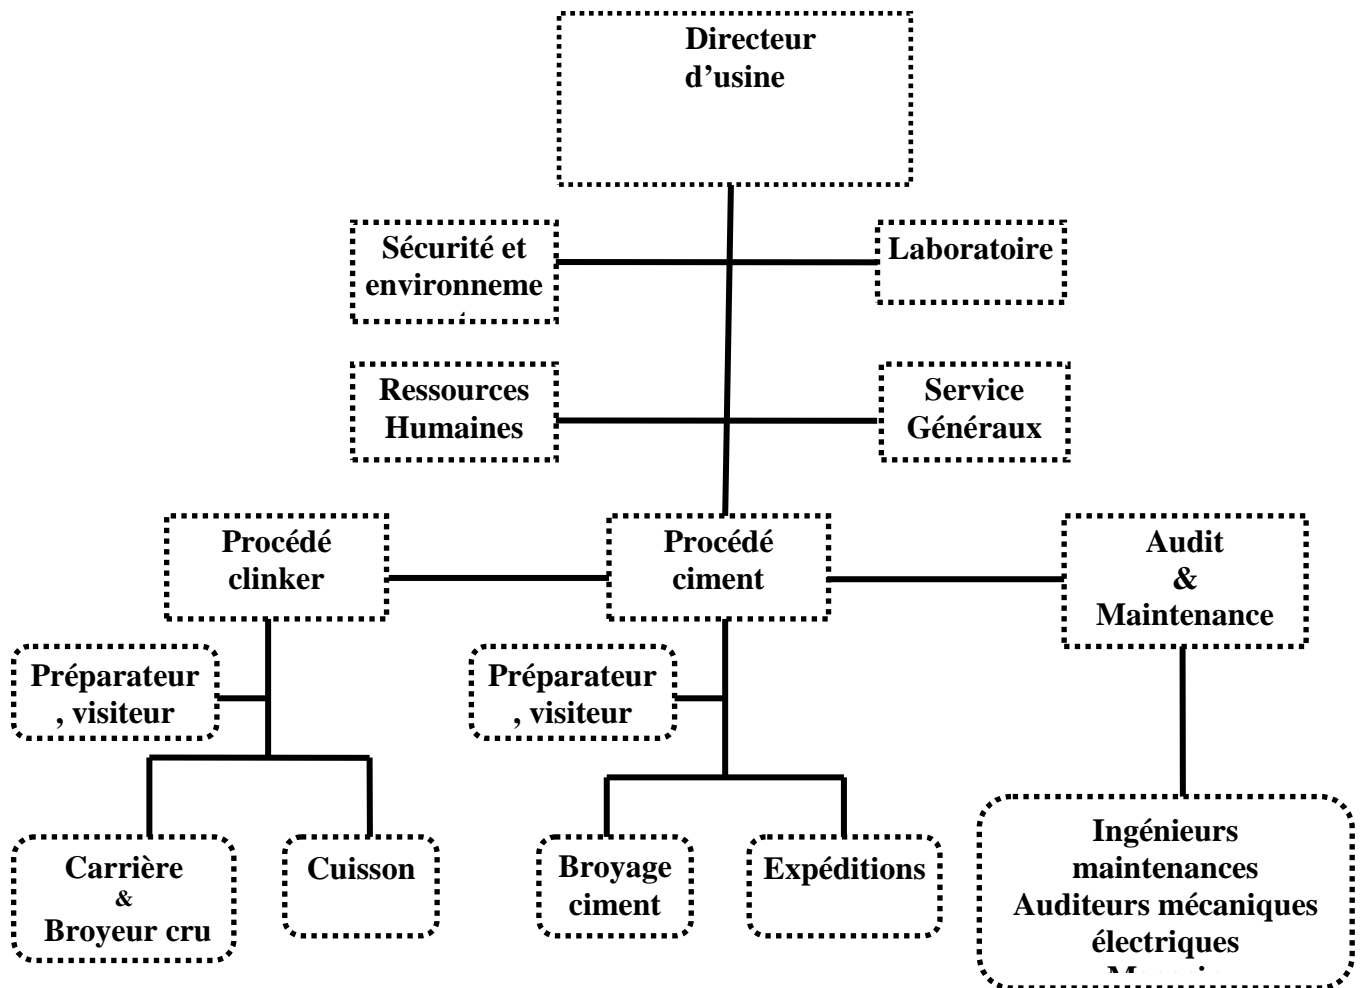 Directeur
d’usine
Sécurité et
environneme
Laboratoire
Ressources
Humaines
Service
Généraux
Procédé
clinker
Procédé
ciment
Audit
&
Maintenance
Préparateur
, visiteur
Préparateur
, visiteur
Carrière
&
Broyeur cru
Cuisson
Broyage
ciment
Expéditions
Ingénieurs
maintenances
Auditeurs mécaniques
électriques